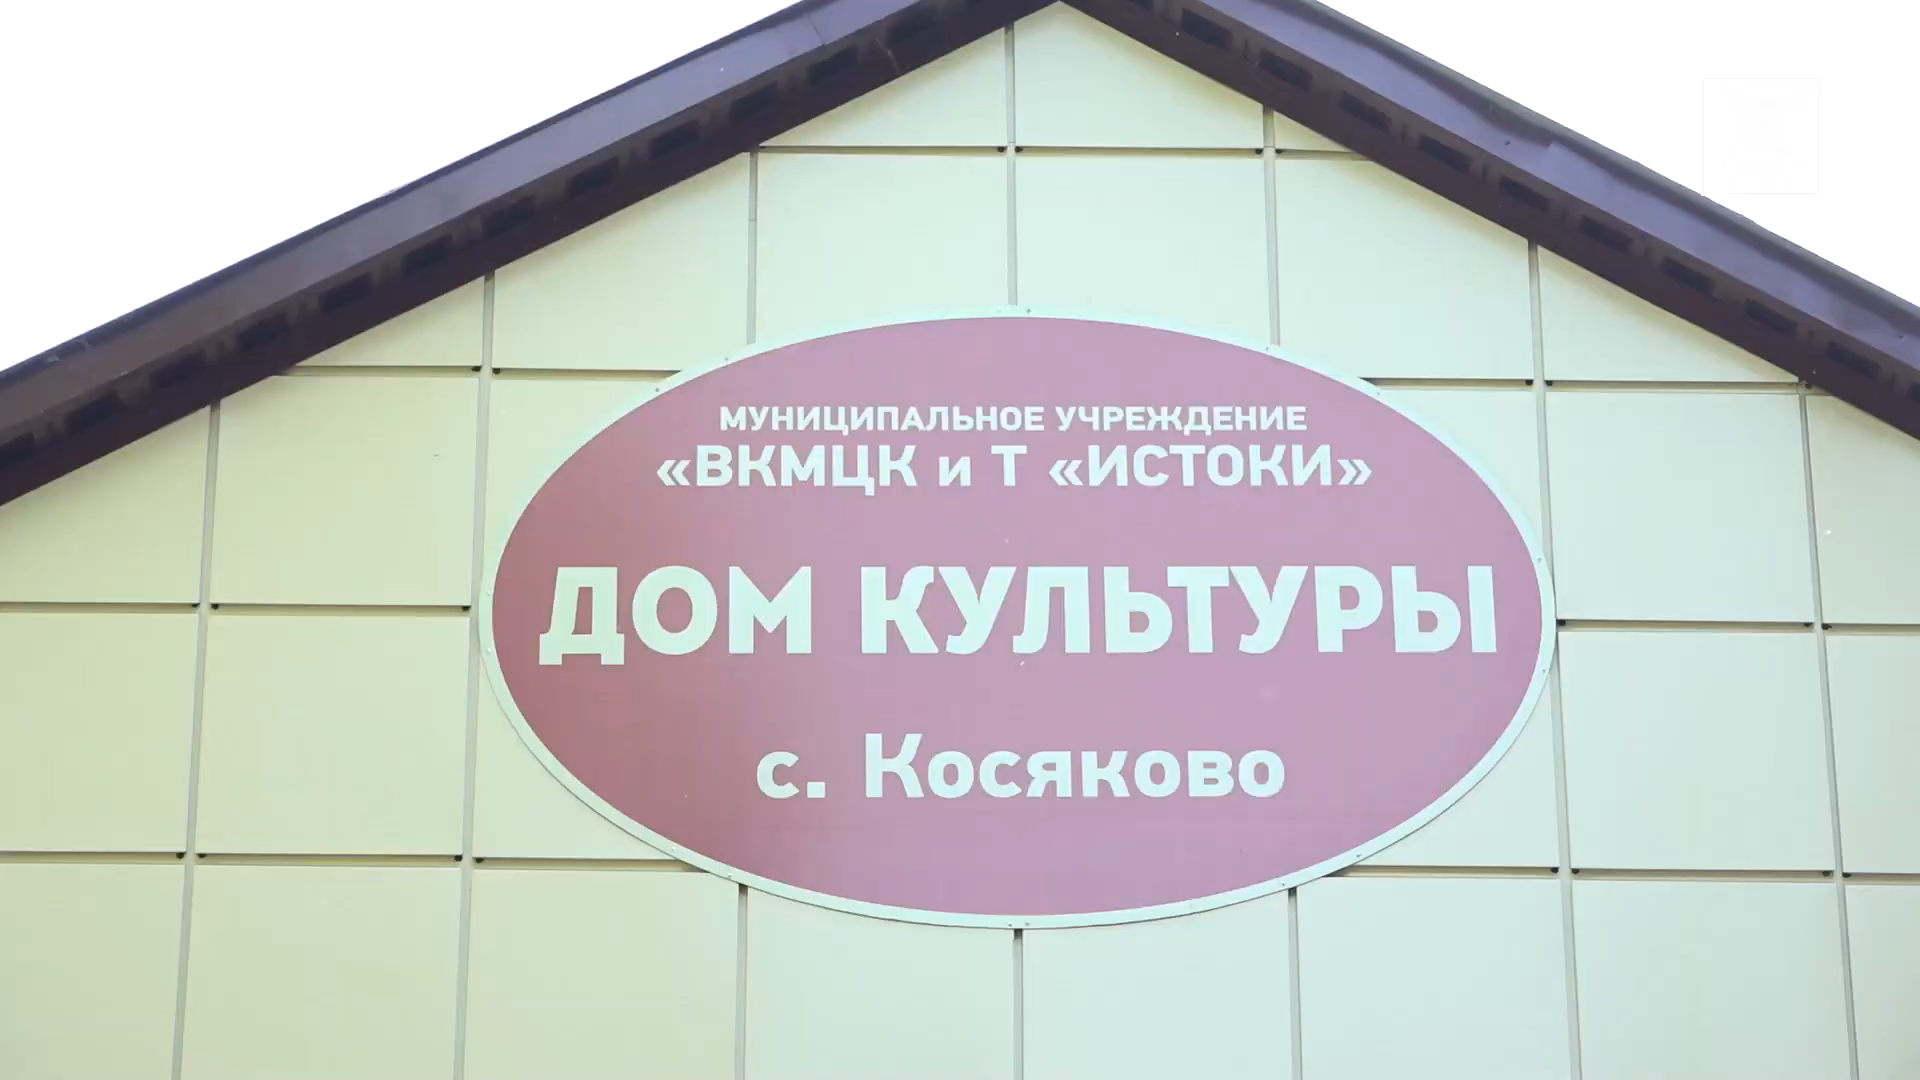 МУНИЦИПАЛЬНОЕ УЧРЕЖДЕНИЕ
«ВКМЦК и Т «ИСТОКИ»
ДОМ КУЛЬТУРЫ
с. Косяково